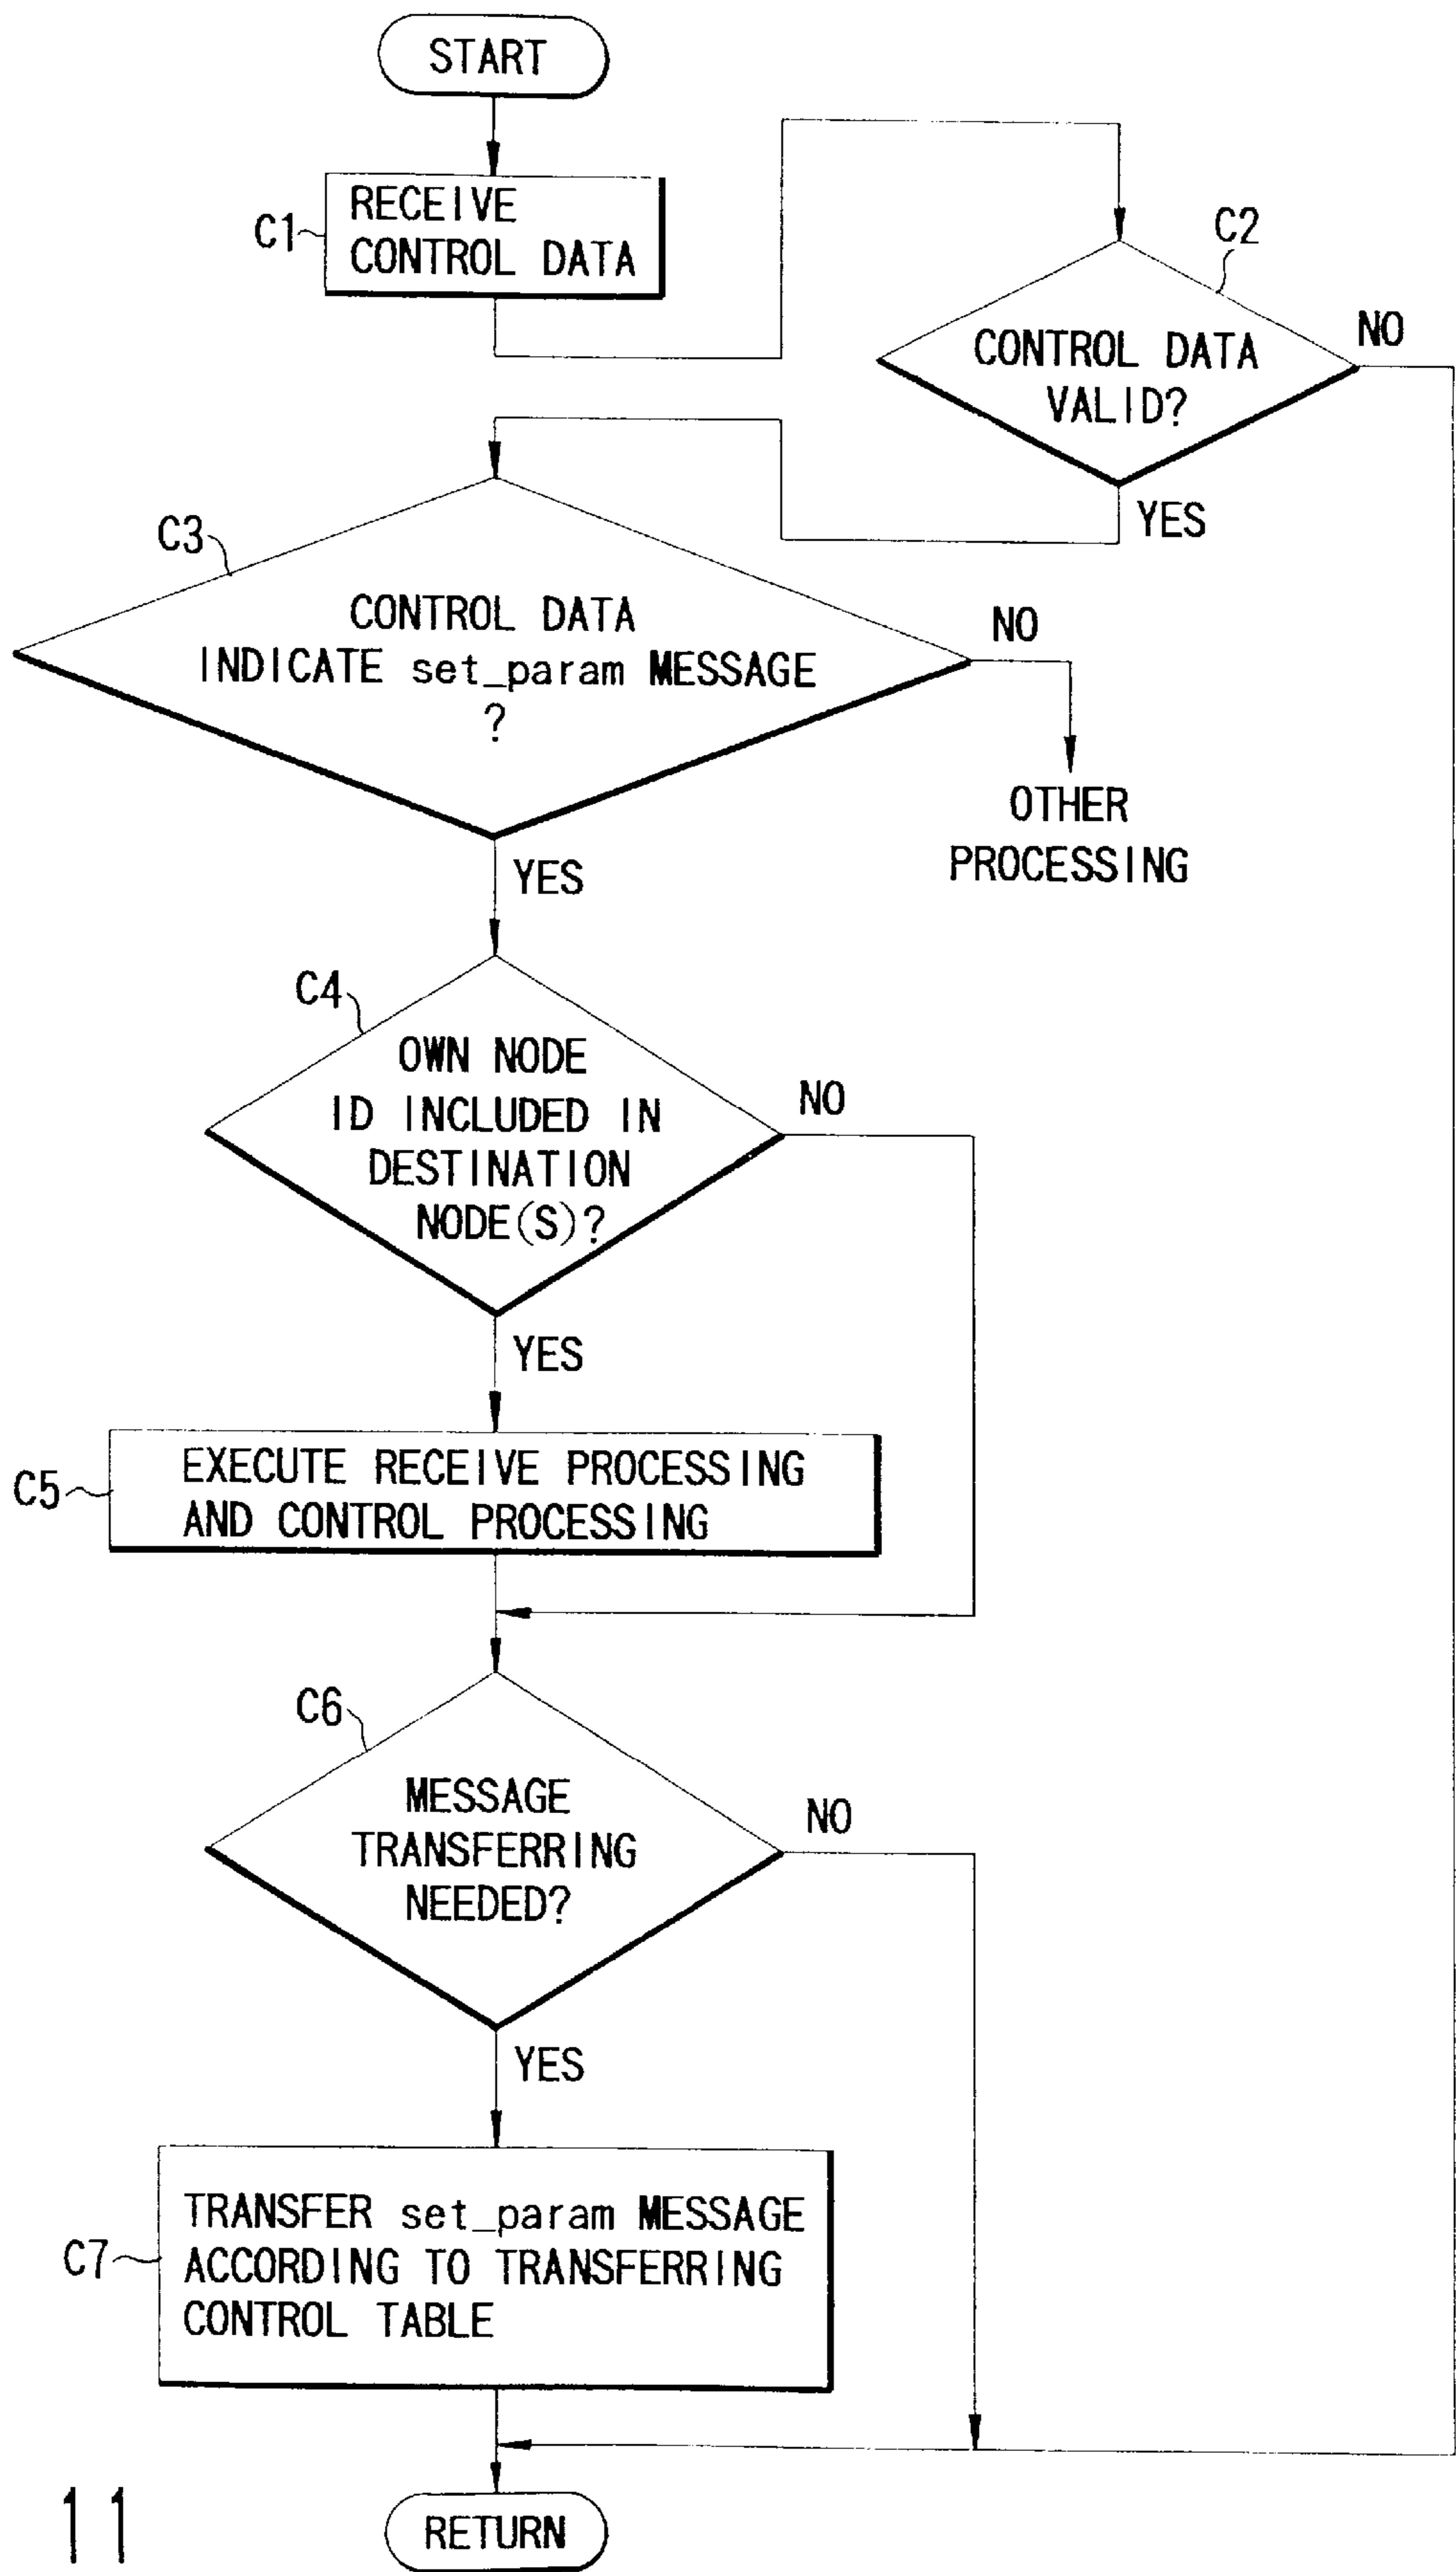 START
C1
RECEIVE
CONTROL DATA
C2
CONTROL DATA
VALID?
NO
YES
C3
CONTROL DATA
INDICATE set_param MESSAGE
?
NO
OTHER
PROCESSING
YES
C4
OWN NODE
ID INCLUDED IN
DESTINATION
NODE(S)?
NO
YES
C5
EXECUTE RECEIVE PROCESSING
AND CONTROL PROCESSING
C6
MESSAGE
TRANSFERRING
NEEDED?
NO
YES
C7
TRANSFER set_param MESSAGE
ACCORDING TO TRANSFERRING
CONTROL TABLE
RETURN
11